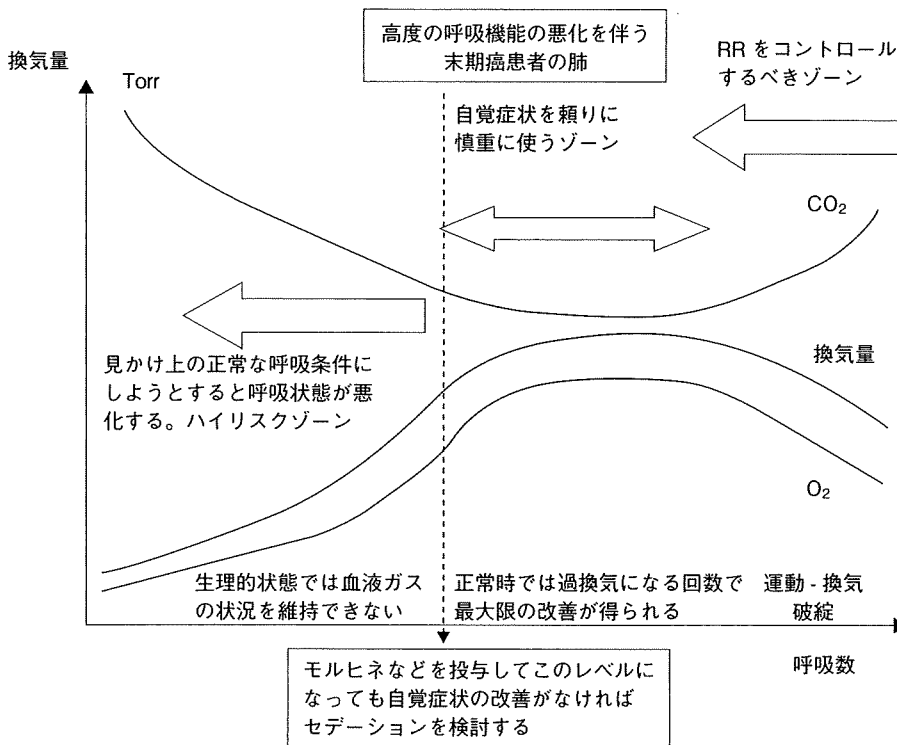 高度の呼吸機能の悪化を伴う
末期癌患者の肺
換気量
Torr
RR をコントロール
するべきゾーン
自覚症状を頼りに
慎重に使うゾーン
CO₂
見かけ上の正常な呼吸条件に
しようとすると呼吸状態が悪
化する。ハイリスクゾーン
換気量
O₂
生理的状態では血液ガス
の状況を維持できない
正常時では過換気になる回数で
最大限の改善が得られる
運動 - 換気
破綻
呼吸数
モルヒネなどを投与してこのレベルに
なっても自覚症状の改善がなければ
セデーションを検討する